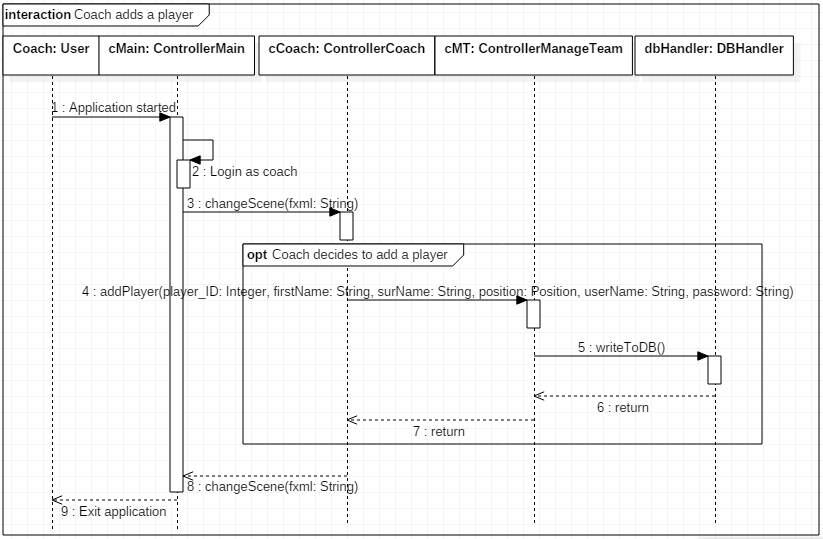 interaction Coach adds a player
Coach: User
cMain: ControllerMain
cCoach: ControllerCoach
cMT: ControllerManageTeam
dbHandler: DBHandler
1 : Application started
2 : Login as coach
3 : changeScene(fxml: String)
opt Coach decides to add a player
4 : addPlayer(player_ID: Integer, firstName: String, surName: String, position: Position, userName: String, password: String)
5 : writeToDB()
6 : return
7 : return
8 : changeScene(fxml: String)
9 : Exit application